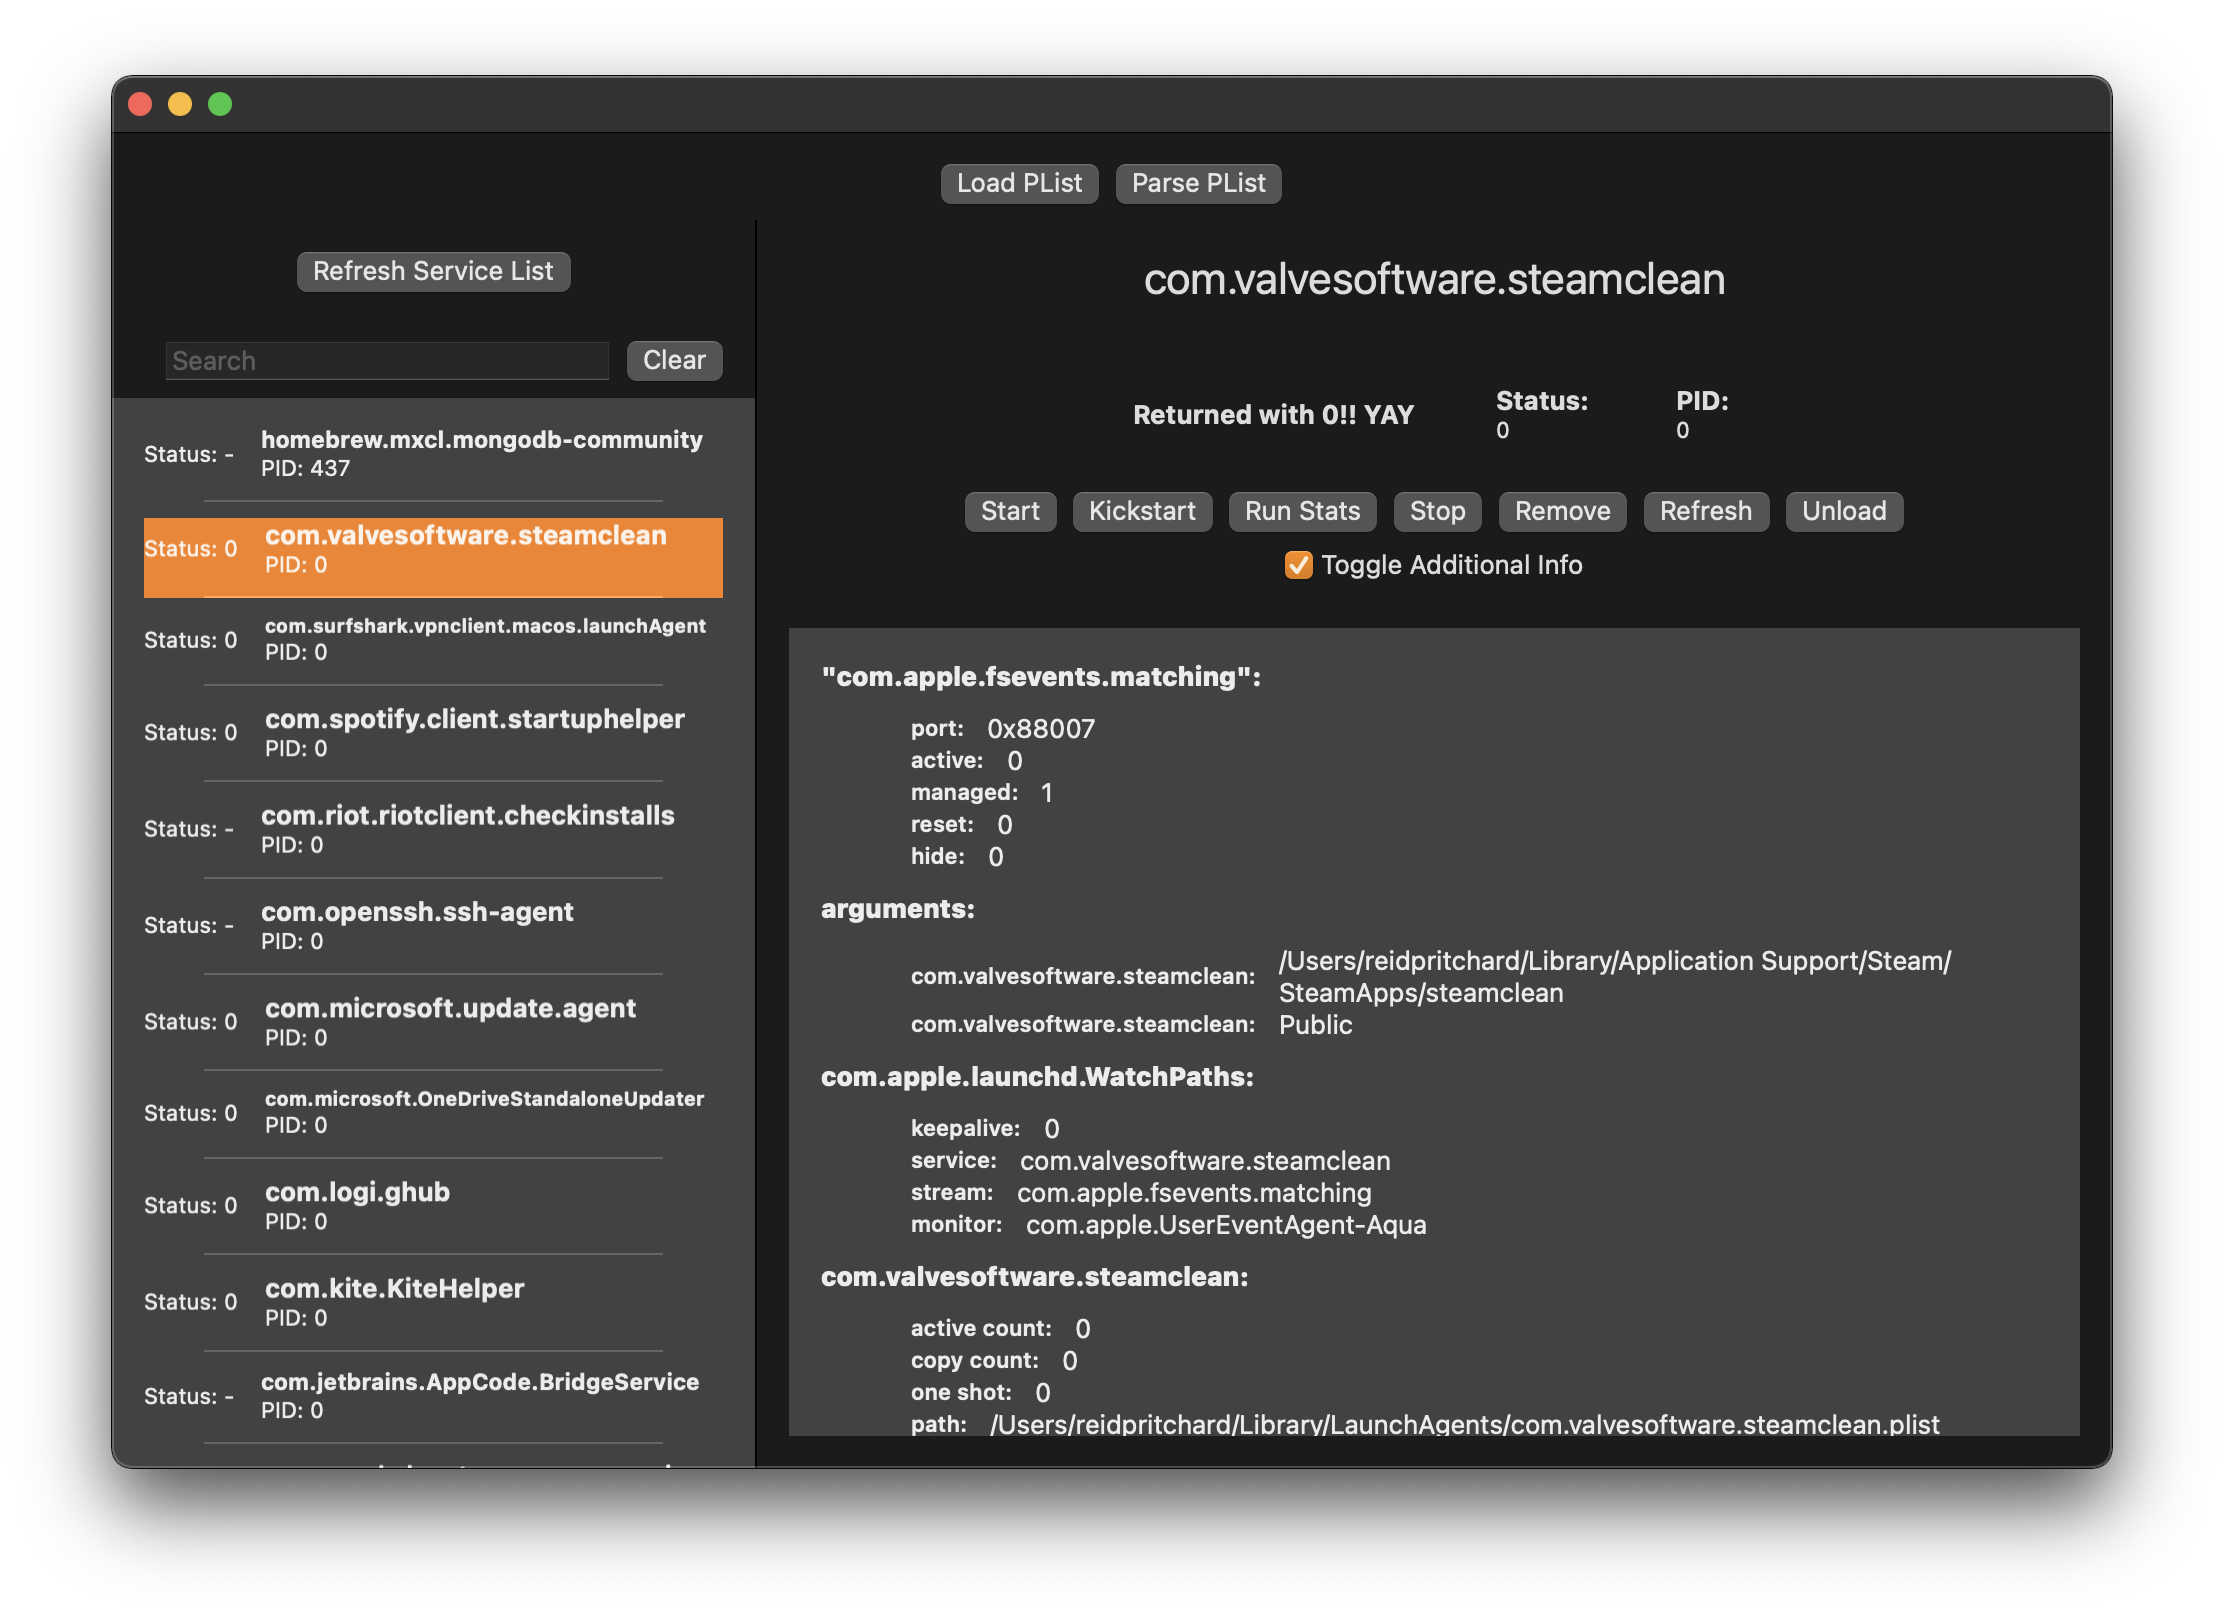 Load PList
Parse PList
Refresh Service List
Search
Clear
Status: -
homebrew.mxcl.mongodb-community
PID: 437
Status: 0
com.valvesoftware.steamclean
PID: 0
Status: 0
com.surfshark.vpnclient.macos.launchAgent
PID: 0
Status: 0
com.spotify.client.startuphelper
PID: 0
Status: -
com.riot.riotclient.checkinstalls
PID: 0
Status: -
com.openssh.ssh-agent
PID: 0
Status: 0
com.microsoft.update.agent
PID: 0
Status: 0
com.microsoft.OneDriveStandaloneUpdater
PID: 0
Status: 0
com.logi.ghub
PID: 0
Status: 0
com.kite.KiteHelper
PID: 0
Status: -
com.jetbrains.AppCode.BridgeService
PID: 0
com.valvesoftware.steamclean
Returned with 0!! YAY
Status:
0
PID:
0
Start
Kickstart
Run Stats
Stop
Remove
Refresh
Unload
Toggle Additional Info
"com.apple.fsevents.matching":
port: 0x88007
active: 0
managed: 1
reset: 0
hide: 0
arguments:
com.valvesoftware.steamclean: /Users/reidpritchard/Library/Application Support/Steam/
SteamApps/steamclean
com.valvesoftware.steamclean: Public
com.apple.launchd.WatchPaths:
keepalive: 0
service: com.valvesoftware.steamclean
stream: com.apple.fsevents.matching
monitor: com.apple.UserEventAgent-Aqua
com.valvesoftware.steamclean:
active count: 0
copy count: 0
one shot: 0
path: /Users/reidpritchard/Library/LaunchAgents/com.valvesoftware.steamclean.plist